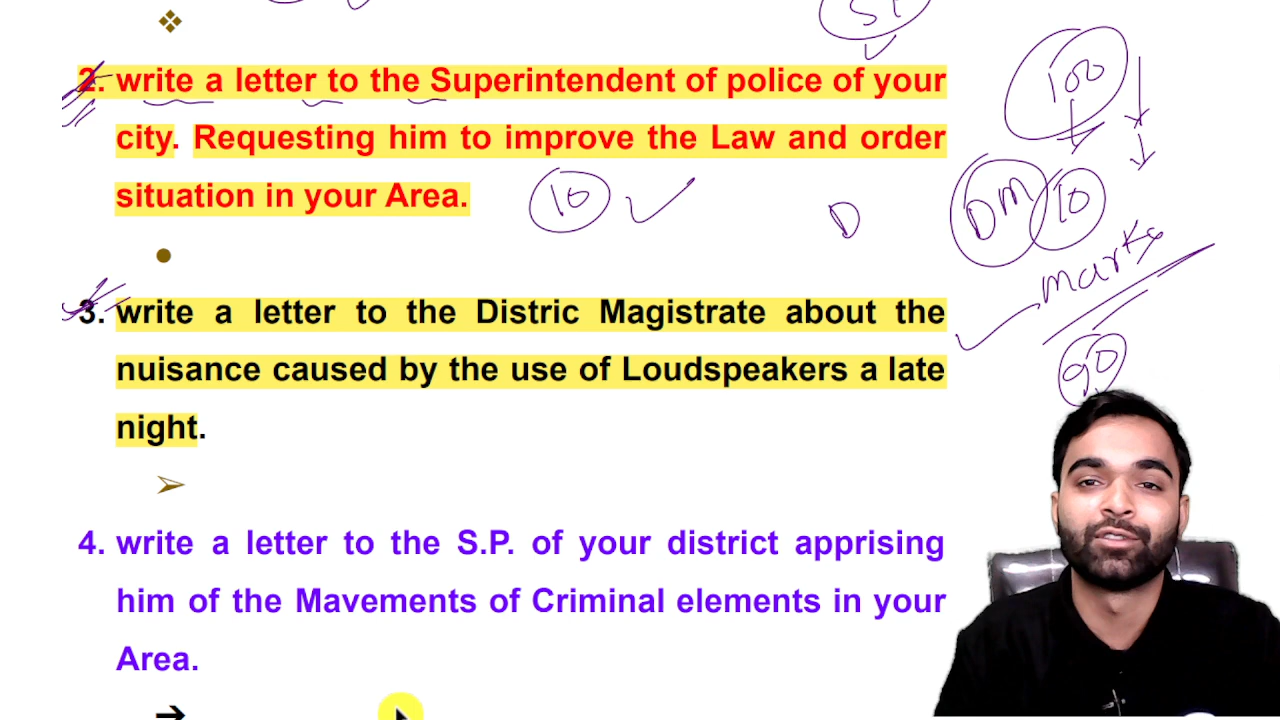 SP
100
2. write a letter to the Superintendent of police of your
city. Requesting him to improve the Law and order
situation in your Area.
10
D
DM 10
marks
90
3. write a letter to the Distric Magistrate about the
nuisance caused by the use of Loudspeakers a late
night.
4. write a letter to the S.P. of your district apprising
him of the Mavements of Criminal elements in your
Area.